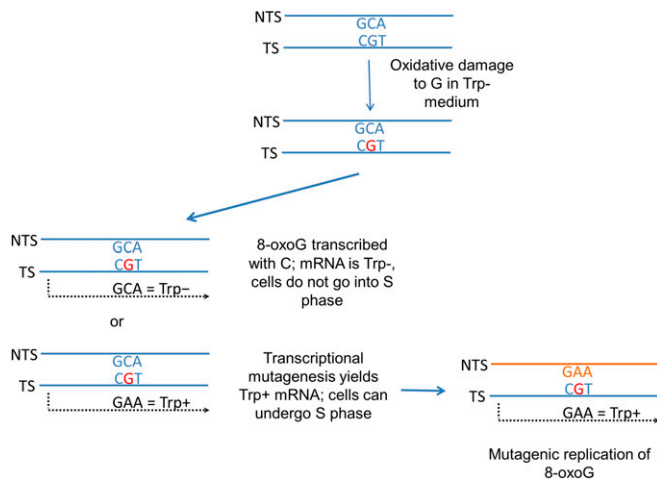 NTS
GCA
CGT
TS
Oxidative damage
to G in Trp-
medium
NTS
GCA
CGT
TS
NTS
GCA
CGT
TS
GCA = Trp–
8-oxoG transcribed
with C; mRNA is Trp-,
cells do not go into S
phase
or
NTS
GCA
CGT
TS
GAA = Trp+
Transcriptional
mutagenesis yields
Trp+ mRNA; cells can
undergo S phase
NTS
GAA
CGT
TS
GAA = Trp+
Mutagenic replication of
8-oxoG